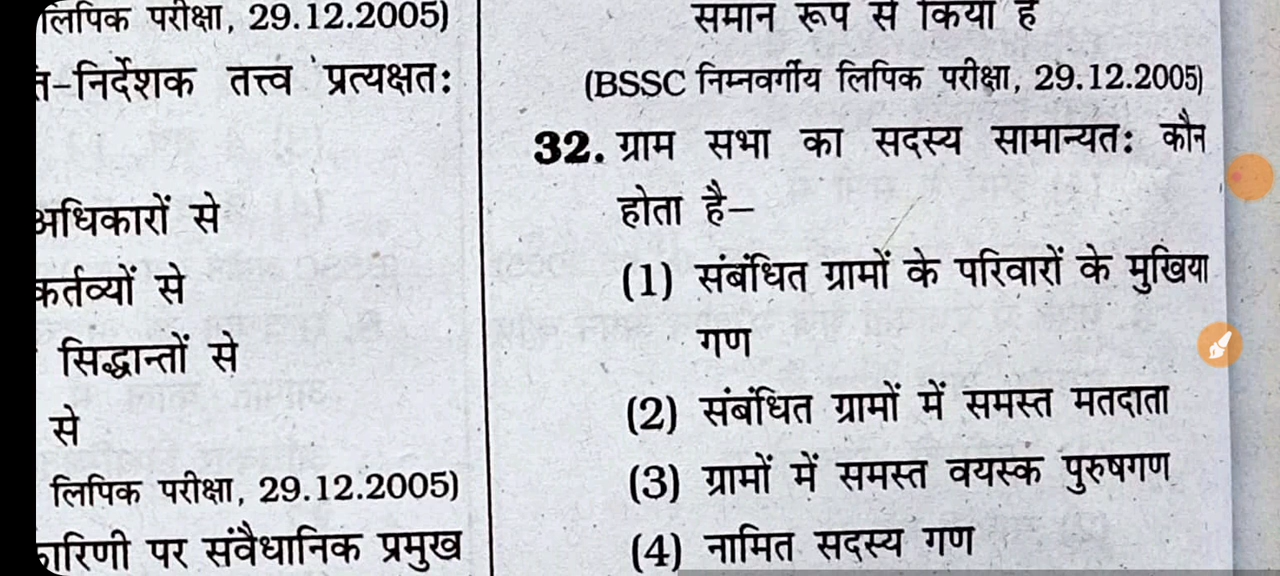 लिपिक परीक्षा, 29.12.2005)
-निर्देशक तत्त्व प्रत्यक्षतः
अधिकारों से
कर्तव्यों से
सिद्धान्तों से
से
लिपिक परीक्षा, 29.12.2005)
पर संवैधानिक प्रमुख
समान रूप से किया है
(BSSC निम्नवर्गीय लिपिक परीक्षा, 29.12.2005)
32. ग्राम सभा का सदस्य सामान्यतः कौन
होता है–
(1) संबंधित ग्रामों के परिवारों के मुखिया
गण
(2) संबंधित ग्रामों में समस्त मतदाता
(3) ग्रामों में समस्त वयस्क पुरुषगण
(4) नामित सदस्य गण